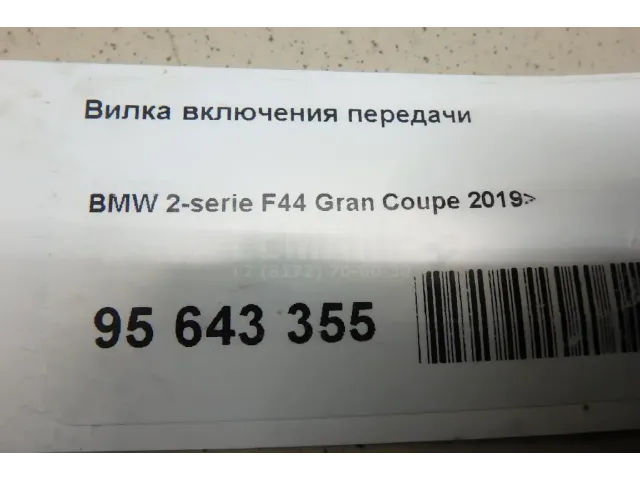 Вилка включения передачи
BMW 2-serie F44 Gran Coupe 2019>
95 643 355